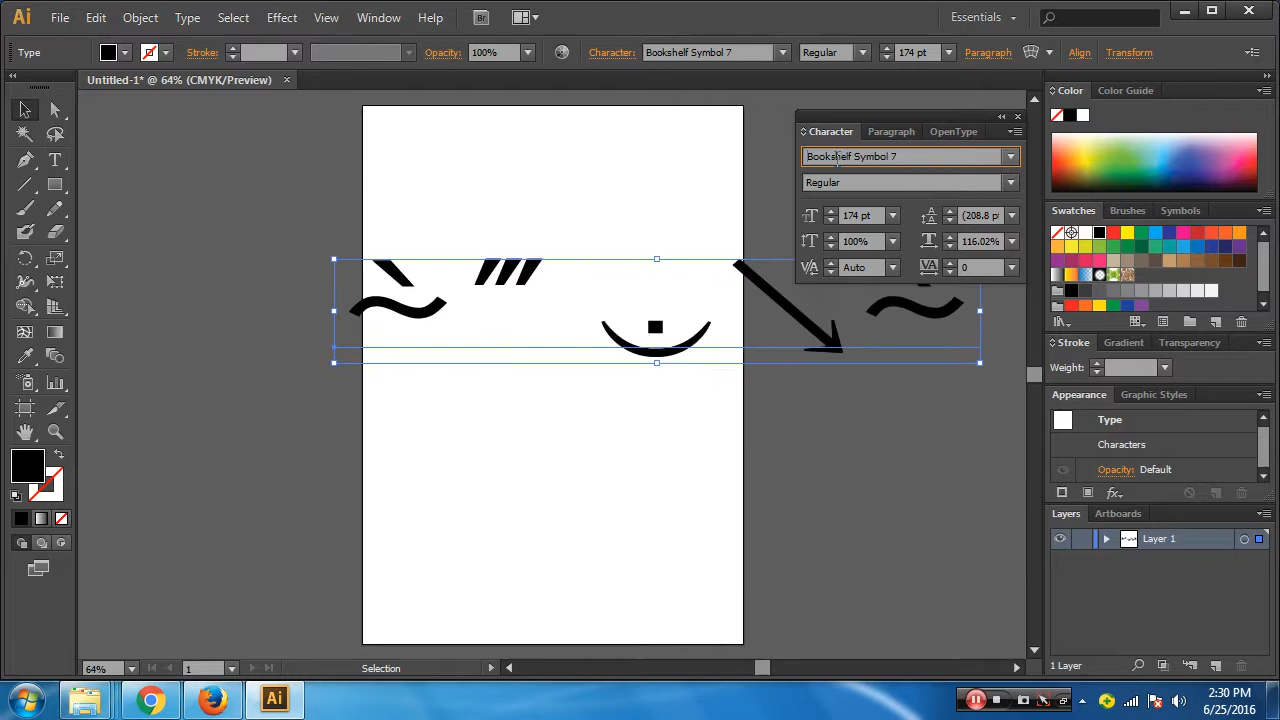 Ai File Edit Object Type Select Effect View Window Help Br Essentials
Type Stroke: Opacity: 100% Character: Bookshelf Symbol 7 Regular 174 pt Paragraph Align Transform
Untitled-1* @ 64% (CMYK/Preview)
Color Color Guide
Character Paragraph OpenType
Bookshelf Symbol 7
Regular
174 pt (208.8 pt
100% 116.02%
Auto 0
Swatches Brushes Symbols
Stroke Gradient Transparency
Weight:
Appearance Graphic Styles
Type
Characters
Opacity: Default
fx
Layers Artboards
Layer 1
1 Layer
64% 1 Selection
Ai
2:30 PM
6/25/2016